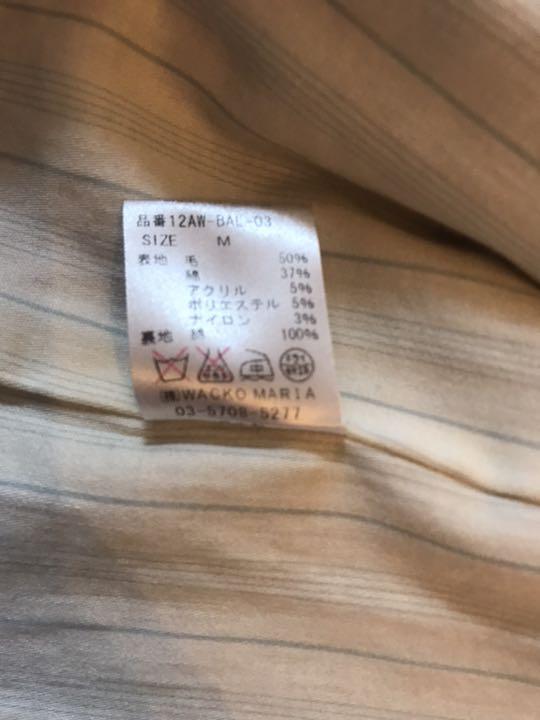 品番12AW-BAL-03
SIZE M
表地 毛 50%
綿 37%
アクリル 5%
ポリエステル 5%
ナイロン 3%
裏地 綿 100%
(株)WACKO MARIA
03-5708-5277